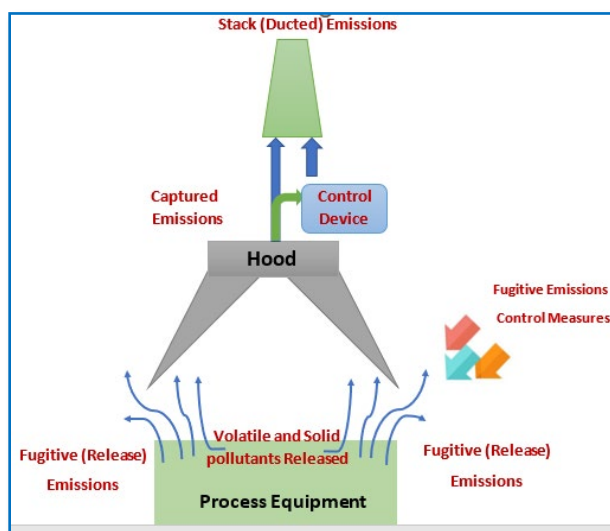 Stack (Ducted) Emissions
Captured
Emissions
Control
Device
Hood
Fugitive Emissions
Control Measures
Volatile and Solid
pollutants Released
Fugitive (Release)
Emissions
Fugitive (Release)
Emissions
Process Equipment